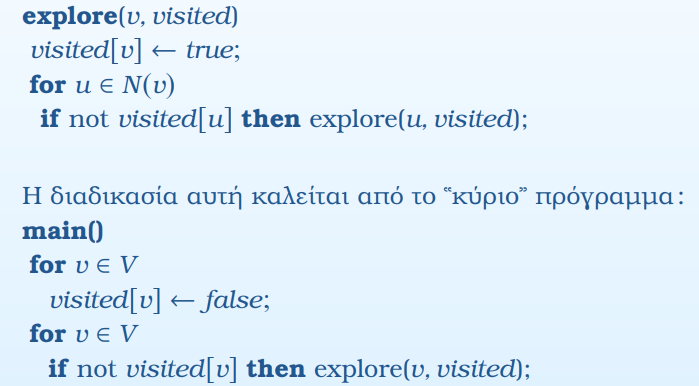 explore(v, visited)
visited[v] ← true;
for u ∈ N(v)
if not visited[u] then explore(u, visited);
Η διαδικασία αυτή καλείται από το “κύριο” πρόγραμμα:
main()
for v ∈ V
visited[v] ← false;
for v ∈ V
if not visited[v] then explore(v, visited);